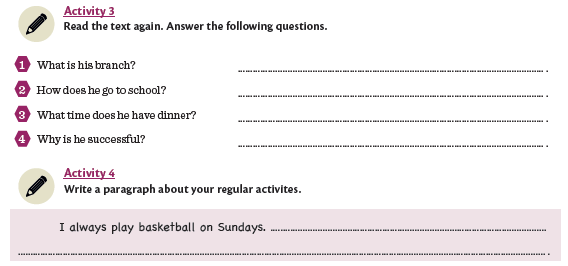 Activity 3
Read the text again. Answer the following questions.
1 What is his branch? ............................................................ .
2 How does he go to school? ............................................................ .
3 What time does he have dinner? ............................................................ .
4 Why is he successful? ............................................................ .
Activity 4
Write a paragraph about your regular activites.
I always play basketball on Sundays. ............................................................
............................................................ .